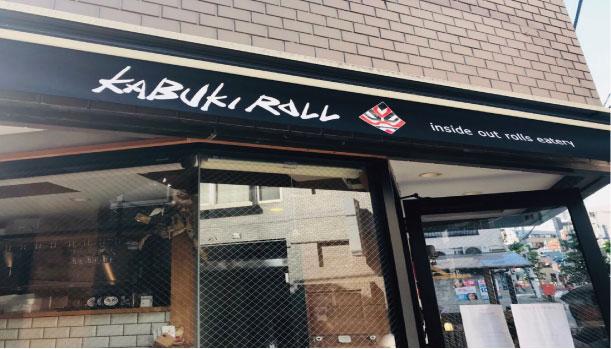 KABUKI ROLL
inside out rolls eatery